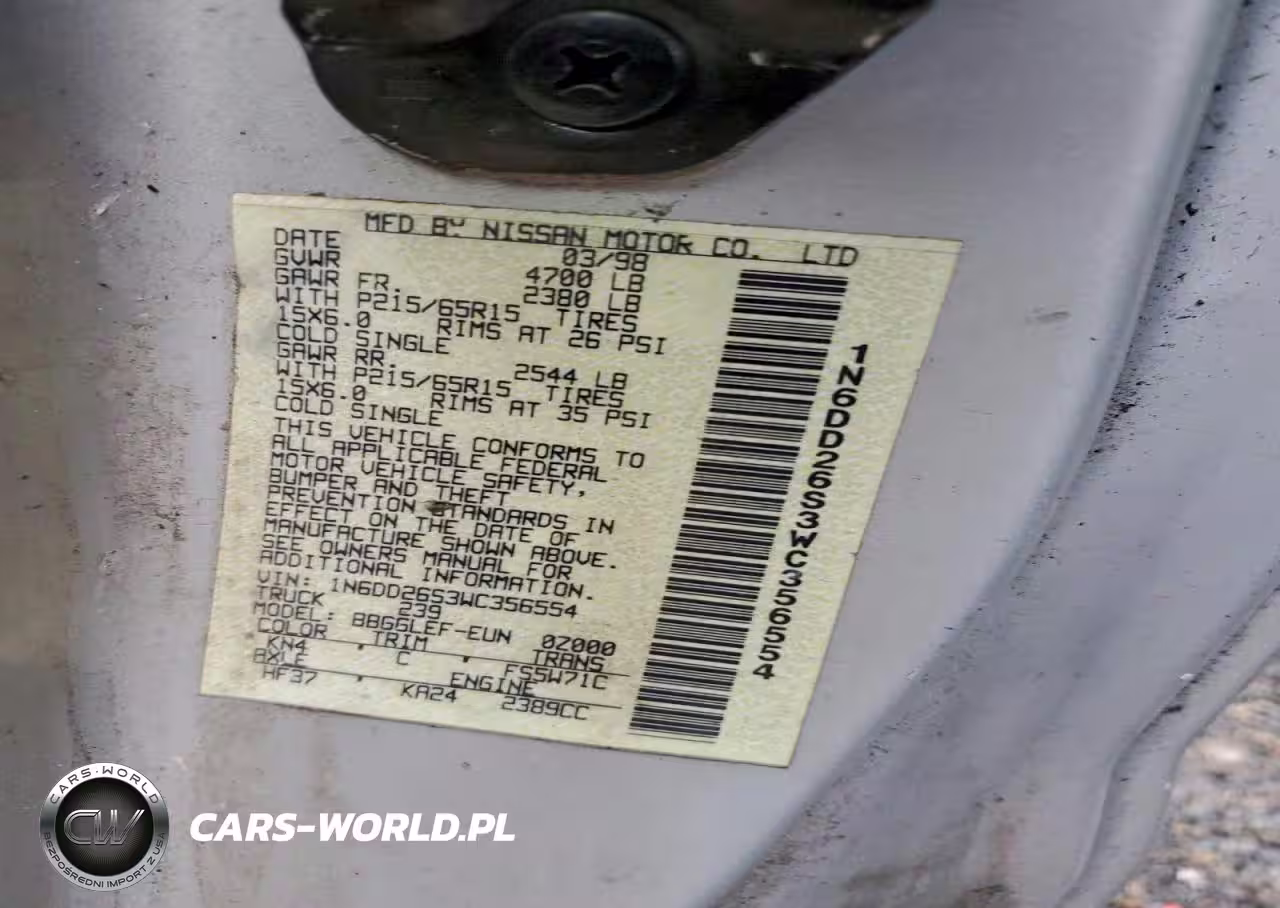 MFD BY NISSAN MOTOR CO. LTD
DATE 03/98
GVWR 4700 LB
GAWR FR. 2380 LB
WITH P215/65R15 TIRES
15X6.0 RIMS AT 26 PSI
COLD SINGLE
GAWR RR. 2544 LB
WITH P215/65R15 TIRES
15X6.0 RIMS AT 35 PSI
COLD SINGLE
THIS VEHICLE CONFORMS TO
ALL APPLICABLE FEDERAL
MOTOR VEHICLE SAFETY,
BUMPER AND THEFT
PREVENTION STANDARDS IN
EFFECT ON THE DATE OF
MANUFACTURE SHOWN ABOVE.
SEE OWNERS MANUAL FOR
ADDITIONAL INFORMATION.
VIN: 1N6DD26S3WC356554
TRUCK 239
MODEL: BBGGLEF-EUN 0Z000
COLOR TRIM TRANS
KN4 . C . FS5W71C
AXLE ENGINE
HF37 . KA24 2389CC
1N6DD26S3WC356554
CARS-WORLD
CW
BEZPOŚREDNI IMPORT Z USA
CARS-WORLD.PL